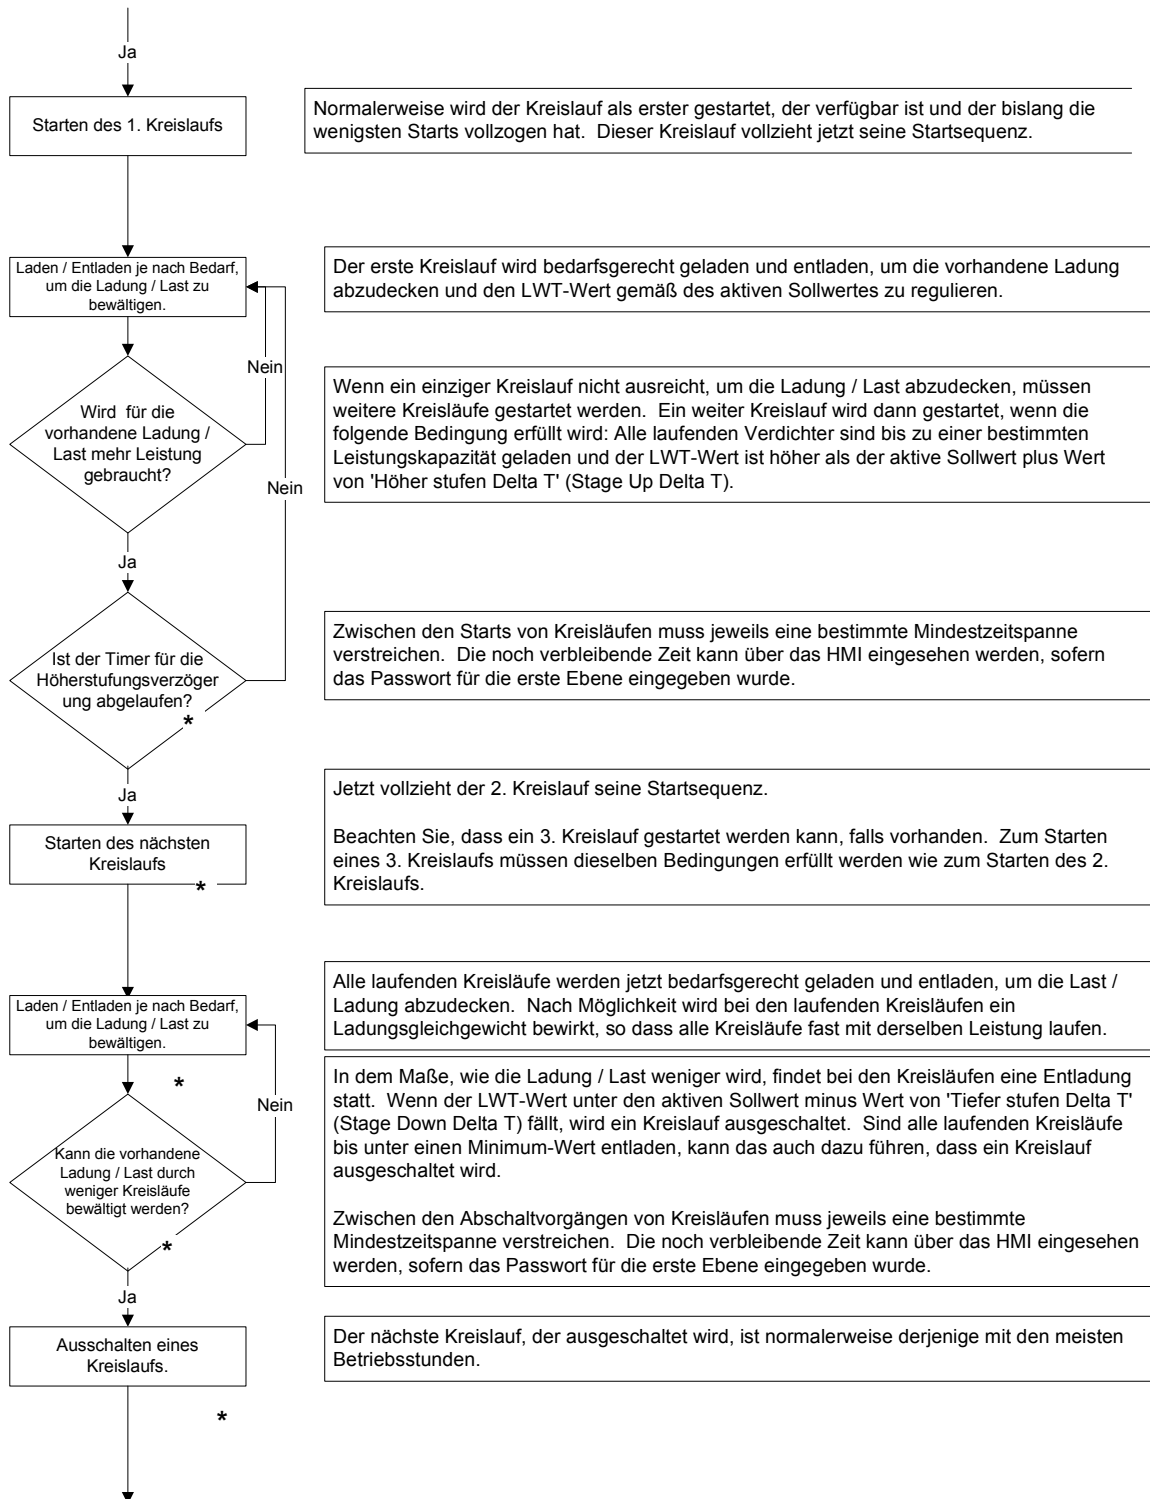 Ja
Starten des 1. Kreislaufs
Normalerweise wird der Kreislauf als erster gestartet, der verfügbar ist und der bislang die
wenigsten Starts vollzogen hat. Dieser Kreislauf vollzieht jetzt seine Startsequenz.
Laden / Entladen je nach Bedarf,
um die Ladung / Last zu
bewältigen.
Der erste Kreislauf wird bedarfsgerecht geladen und entladen, um die vorhandene Ladung
abzudecken und den LWT-Wert gemäß des aktiven Sollwertes zu regulieren.
Nein
Wird für die
vorhandene Ladung /
Last mehr Leistung
gebraucht?
Nein
Wenn ein einziger Kreislauf nicht ausreicht, um die Ladung / Last abzudecken, müssen
weitere Kreisläufe gestartet werden. Ein weiter Kreislauf wird dann gestartet, wenn die
folgende Bedingung erfüllt wird: Alle laufenden Verdichter sind bis zu einer bestimmten
Leistungskapazität geladen und der LWT-Wert ist höher als der aktive Sollwert plus Wert
von 'Höher stufen Delta T' (Stage Up Delta T).
Ja
Ist der Timer für die
Höherstufungsverzöger
ung abgelaufen?
*
Zwischen den Starts von Kreisläufen muss jeweils eine bestimmte Mindestzeitspanne
verstreichen. Die noch verbleibende Zeit kann über das HMI eingesehen werden, sofern
das Passwort für die erste Ebene eingegeben wurde.
Ja
Starten des nächsten
Kreislaufs
*
Jetzt vollzieht der 2. Kreislauf seine Startsequenz.
Beachten Sie, dass ein 3. Kreislauf gestartet werden kann, falls vorhanden. Zum Starten
eines 3. Kreislaufs müssen dieselben Bedingungen erfüllt werden wie zum Starten des 2.
Kreislaufs.
Laden / Entladen je nach Bedarf,
um die Ladung / Last zu
bewältigen.
*
Alle laufenden Kreisläufe werden jetzt bedarfsgerecht geladen und entladen, um die Last /
Ladung abzudecken. Nach Möglichkeit wird bei den laufenden Kreisläufen ein
Ladungsgleichgewicht bewirkt, so dass alle Kreisläufe fast mit derselben Leistung laufen.
Nein
Kann die vorhandene
Ladung / Last durch
weniger Kreisläufe
bewältigt werden?
*
In dem Maße, wie die Ladung / Last weniger wird, findet bei den Kreisläufen eine Entladung
statt. Wenn der LWT-Wert unter den aktiven Sollwert minus Wert von 'Tiefer stufen Delta T'
(Stage Down Delta T) fällt, wird ein Kreislauf ausgeschaltet. Sind alle laufenden Kreisläufe
bis unter einen Minimum-Wert entladen, kann das auch dazu führen, dass ein Kreislauf
ausgeschaltet wird.
Zwischen den Abschaltvorgängen von Kreisläufen muss jeweils eine bestimmte
Mindestzeitspanne verstreichen. Die noch verbleibende Zeit kann über das HMI eingesehen
werden, sofern das Passwort für die erste Ebene eingegeben wurde.
Ja
Ausschalten eines
Kreislaufs.
*
Der nächste Kreislauf, der ausgeschaltet wird, ist normalerweise derjenige mit den meisten
Betriebsstunden.